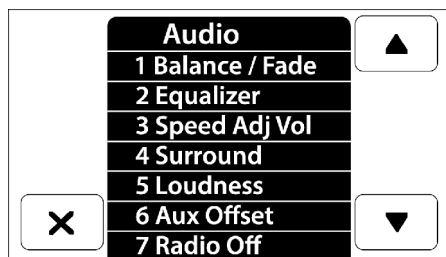 Audio
1 Balance / Fade
2 Equalizer
3 Speed Adj Vol
4 Surround
5 Loudness
6 Aux Offset
7 Radio Off